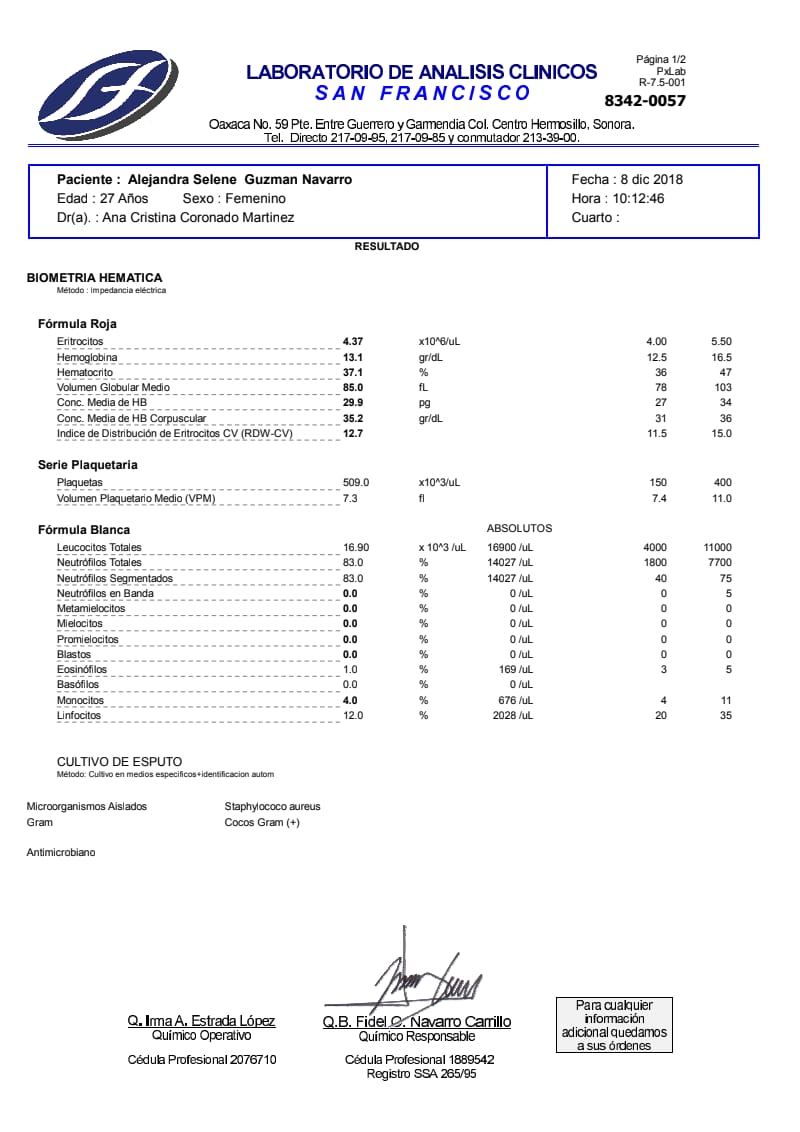 Página 1/2
PxLab
R-7.5-001
8342-0057
LABORATORIO DE ANALISIS CLINICOS
SAN FRANCISCO
Oaxaca No. 59 Pte. Entre Guerrero y Garmendia Col. Centro Hermosillo, Sonora.
Tel. Directo 217-09-95, 217-09-85 y conmutador 213-39-00.
Paciente : Alejandra Selene Guzman Navarro
Edad : 27 Años Sexo : Femenino
Dr(a). : Ana Cristina Coronado Martinez
Fecha : 8 dic 2018
Hora : 10:12:46
Cuarto :
RESULTADO
BIOMETRIA HEMATICA
Método : Impedancia eléctrica
Fórmula Roja
Eritrocitos 4.37 x10^6/uL 4.00 5.50
Hemoglobina 13.1 gr/dL 12.5 16.5
Hematocrito 37.1 % 36 47
Volumen Globular Medio 85.0 fL 78 103
Conc. Media de HB 29.9 pg 27 34
Conc. Media de HB Corpuscular 35.2 gr/dL 31 36
Indice de Distribución de Eritrocitos CV (RDW-CV) 12.7 11.5 15.0
Serie Plaquetaria
Plaquetas 509.0 x10^3/uL 150 400
Volumen Plaquetario Medio (VPM) 7.3 fl 7.4 11.0
Fórmula Blanca ABSOLUTOS
Leucocitos Totales 16.90 x 10^3 /uL 16900 /uL 4000 11000
Neutrófilos Totales 83.0 % 14027 /uL 1800 7700
Neutrófilos Segmentados 83.0 % 14027 /uL 40 75
Neutrófilos en Banda 0.0 % 0 /uL 0 5
Metamielocitos 0.0 % 0 /uL 0 0
Mielocitos 0.0 % 0 /uL 0 0
Promielocitos 0.0 % 0 /uL 0 0
Blastos 0.0 % 0 /uL 0 0
Eosinófilos 1.0 % 169 /uL 3 5
Basófilos 0.0 % 0 /uL
Monocitos 4.0 % 676 /uL 4 11
Linfocitos 12.0 % 2028 /uL 20 35
CULTIVO DE ESPUTO
Método: Cultivo en medios especificos+identificacion autom
Microorganismos Aislados Staphylococo aureus
Gram Cocos Gram (+)
Antimicrobiano
Q. Irma A. Estrada López
Químico Operativo
Cédula Profesional 2076710
Q.B. Fidel O. Navarro Carrillo
Químico Responsable
Cédula Profesional 1889542
Registro SSA 265/95
Para cualquier
información
adicional quedamos
a sus órdenes